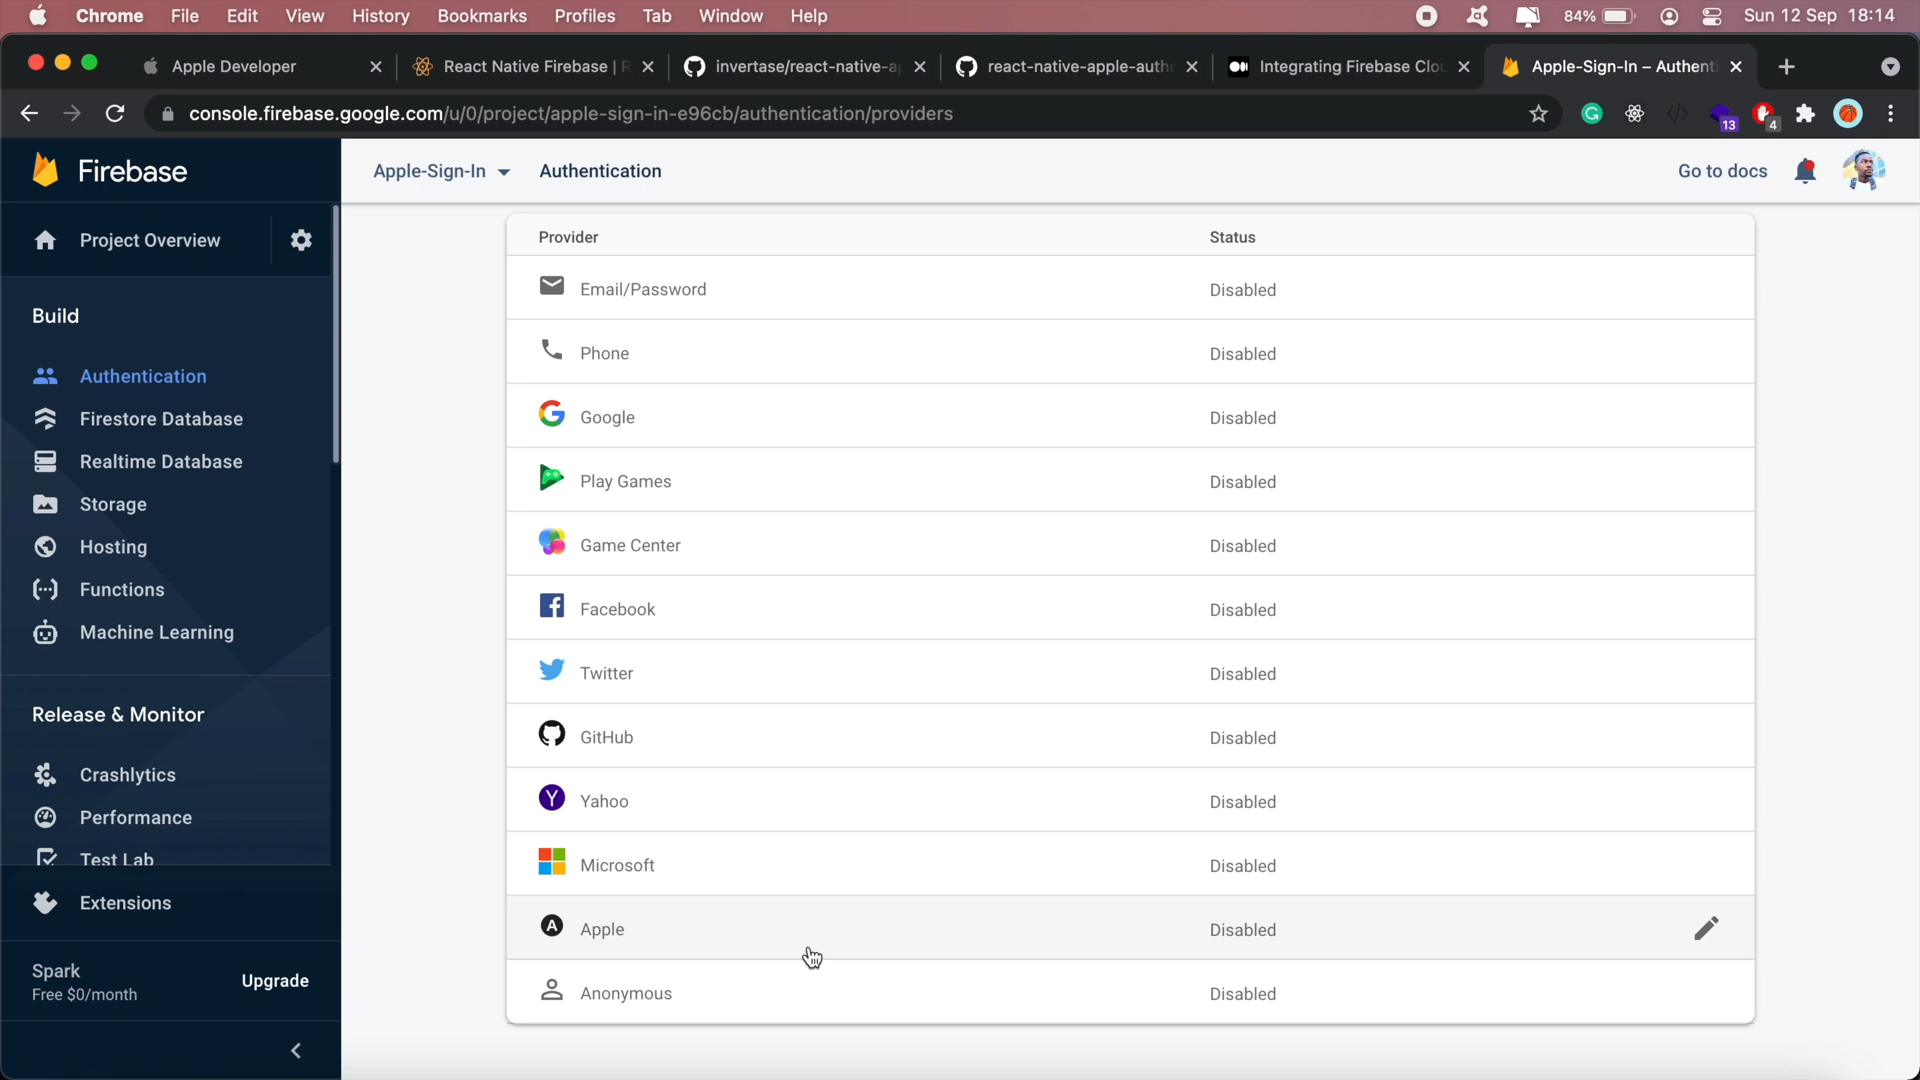 Chrome File Edit View History Bookmarks Profiles Tab Window Help 84% Sun 12 Sep 18:14
Apple Developer React Native Firebase | R invertase/react-native-a react-native-apple-auth Integrating Firebase Clo Apple-Sign-In – Authent
console.firebase.google.com/u/0/project/apple-sign-in-e96cb/authentication/providers 13 4
Firebase
Apple-Sign-In Authentication Go to docs
Project Overview
Build
Authentication
Firestore Database
Realtime Database
Storage
Hosting
Functions
Machine Learning
Release & Monitor
Crashlytics
Performance
Test Lab
Extensions
Spark
Free $0/month
Upgrade
Provider Status
Email/Password Disabled
Phone Disabled
Google Disabled
Play Games Disabled
Game Center Disabled
Facebook Disabled
Twitter Disabled
GitHub Disabled
Yahoo Disabled
Microsoft Disabled
Apple Disabled
Anonymous Disabled